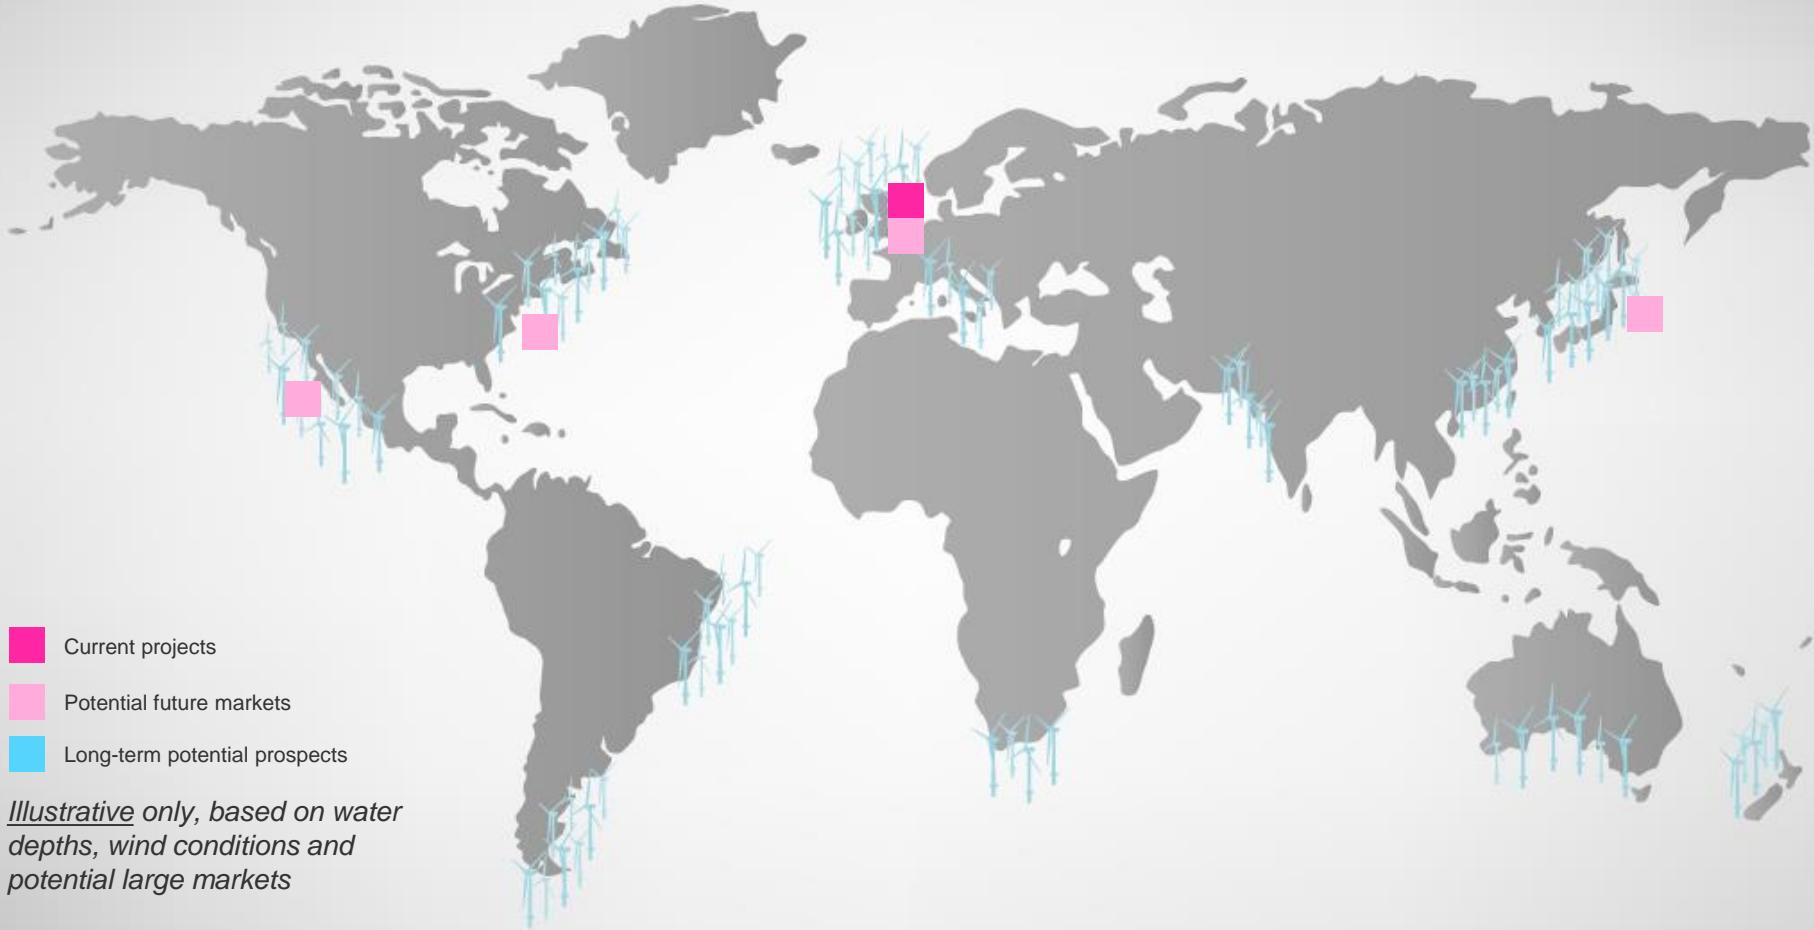 Current projects
Potential future markets
Long-term potential prospects
Illustrative only, based on water
depths, wind conditions and
potential large markets